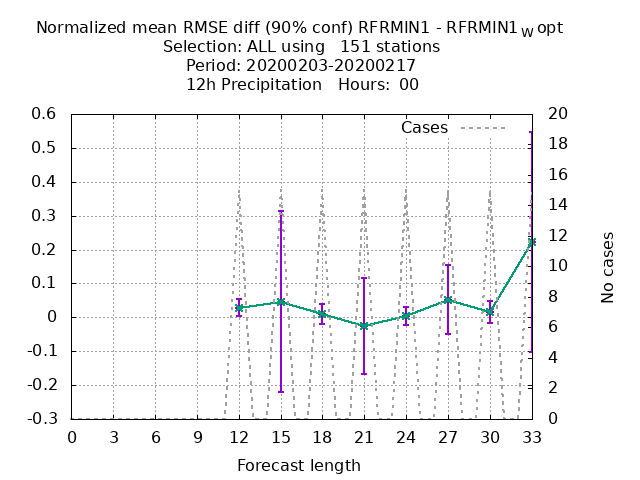 Normalized mean RMSE diff (90% conf) RFRMIN1 - RFRMIN1_W opt
Selection: ALL using 151 stations
Period: 20200203-20200217
12h Precipitation Hours: 00
Cases
0.6
0.5
0.4
0.3
0.2
0.1
0
-0.1
-0.2
-0.3
20
18
16
14
12
10
8
6
4
2
0
No cases
0 3 6 9 12 15 18 21 24 27 30 33
Forecast length